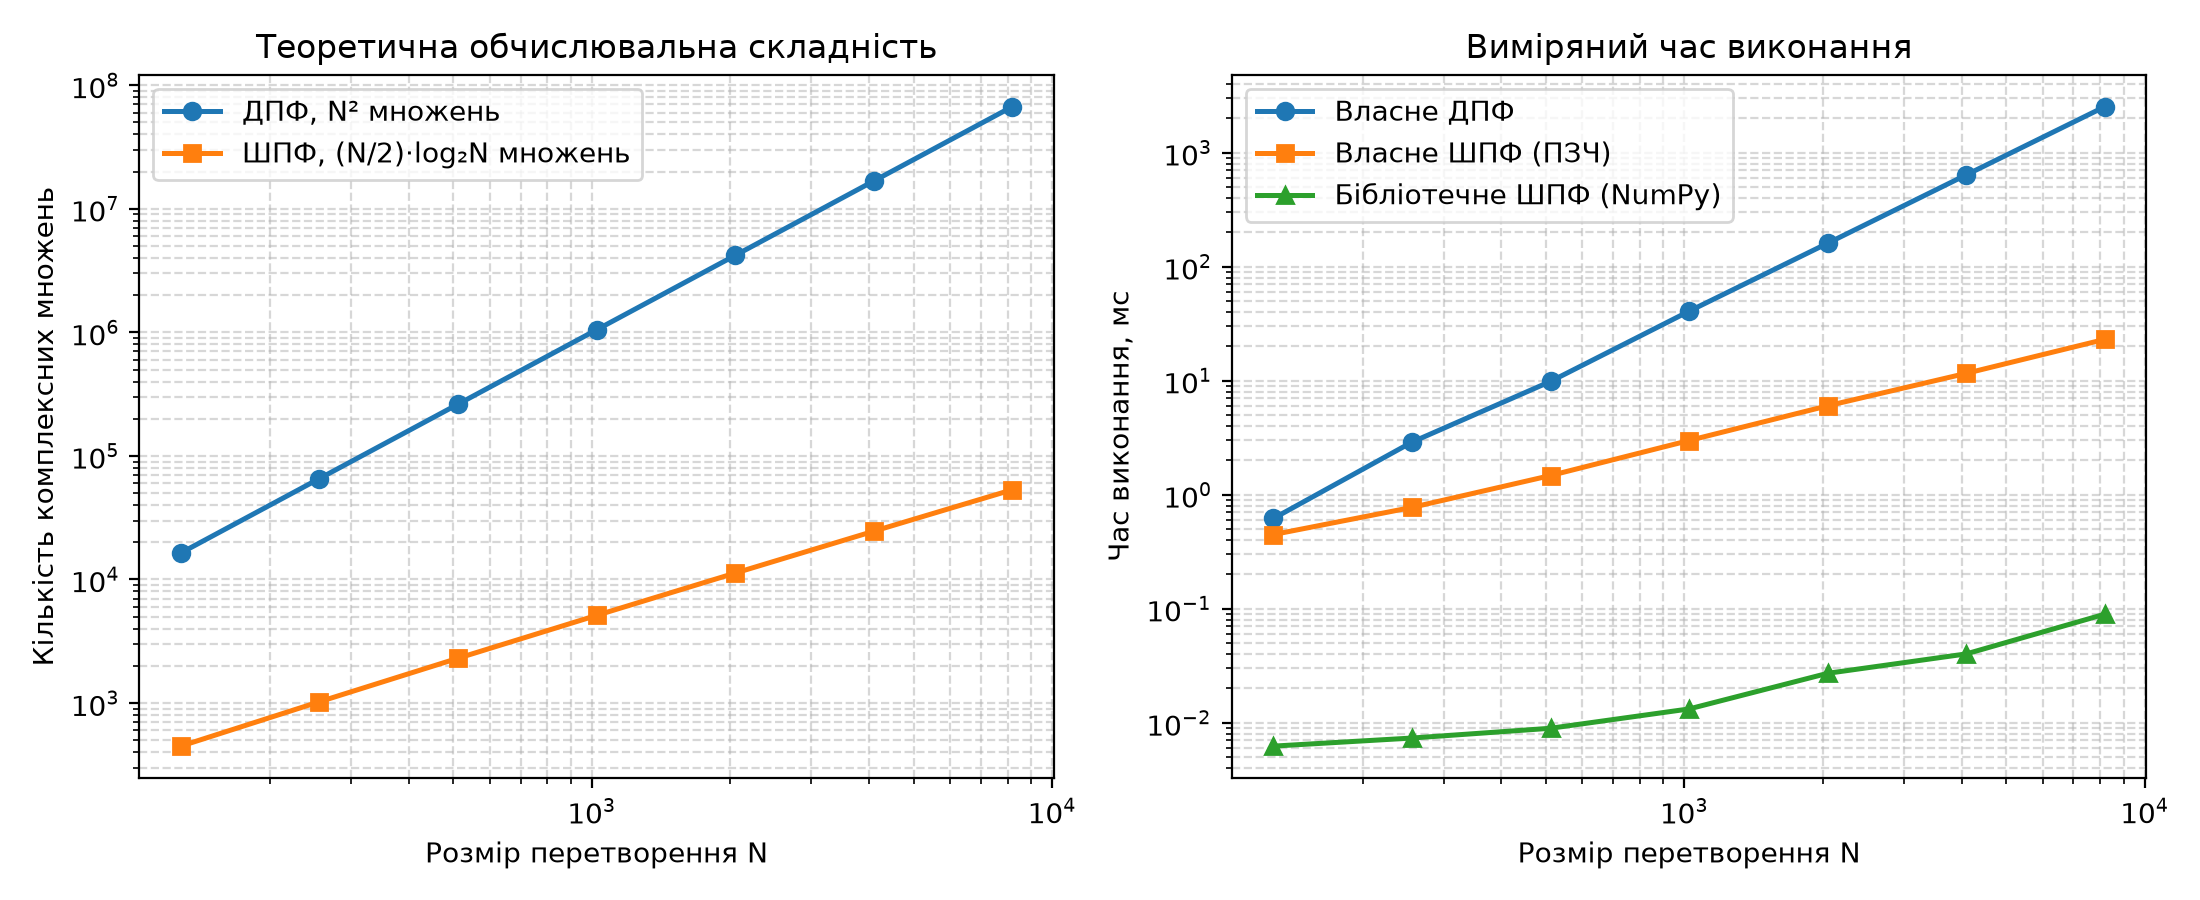 Теоретична обчислювальна складність
Кількість комплексних множень
10⁸
10⁷
10⁶
10⁵
10⁴
10³
ДПФ, N² множень
ШПФ, (N/2)·log₂N множень
10³
10⁴
Розмір перетворення N
Виміряний час виконання
Час виконання, мс
10³
10²
10¹
10⁰
10⁻¹
10⁻²
Власне ДПФ
Власне ШПФ (ПЗЧ)
Бібліотечне ШПФ (NumPy)
10³
10⁴
Розмір перетворення N